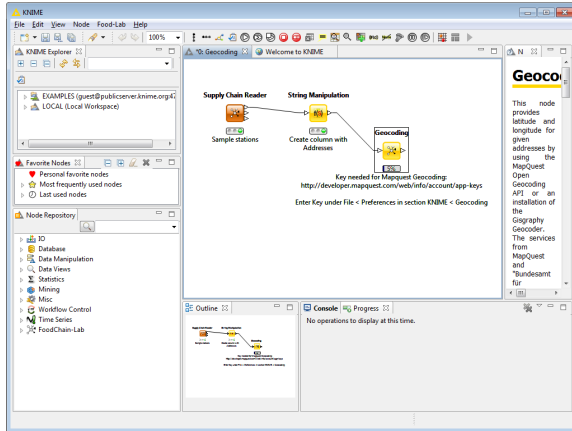 KNIME
File Edit View Node Food-Lab Help
100%
KNIME Explorer
EXAMPLES (guest@publicserver.knime.org:47
LOCAL (Local Workspace)
Favorite Nodes
Personal favorite nodes
Most frequently used nodes
Last used nodes
Node Repository
IO
Database
Data Manipulation
Data Views
Statistics
Mining
Misc
Workflow Control
Time Series
FoodChain-Lab
*0: Geocoding
Welcome to KNIME
Supply Chain Reader
Sample stations
String Manipulation
Create column with
Addresses
Geocoding
Key needed for Mapquest Geocoding:
http://developer.mapquest.com/web/info/account/app-keys
Enter Key under File < Preferences in section KNIME < Geocoding
N
Geoco
This node
provides
latitude and
longitude for
given
addresses by
using the
MapQuest
Open
Geocoding
API or an
installation of
the
Gisgraphy
Geocoder.
The services
from
MapQuest
and
"Bundesamt
für
Outline
Console
Progress
No operations to display at this time.